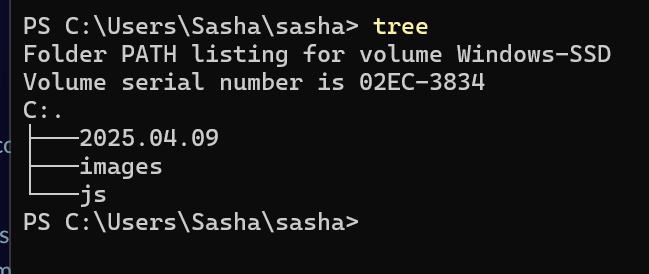 PS C:\Users\Sasha\sasha> tree
Folder PATH listing for volume Windows-SSD
Volume serial number is 02EC-3834
C:.
├───2025.04.09
├───images
└───js
PS C:\Users\Sasha\sasha>